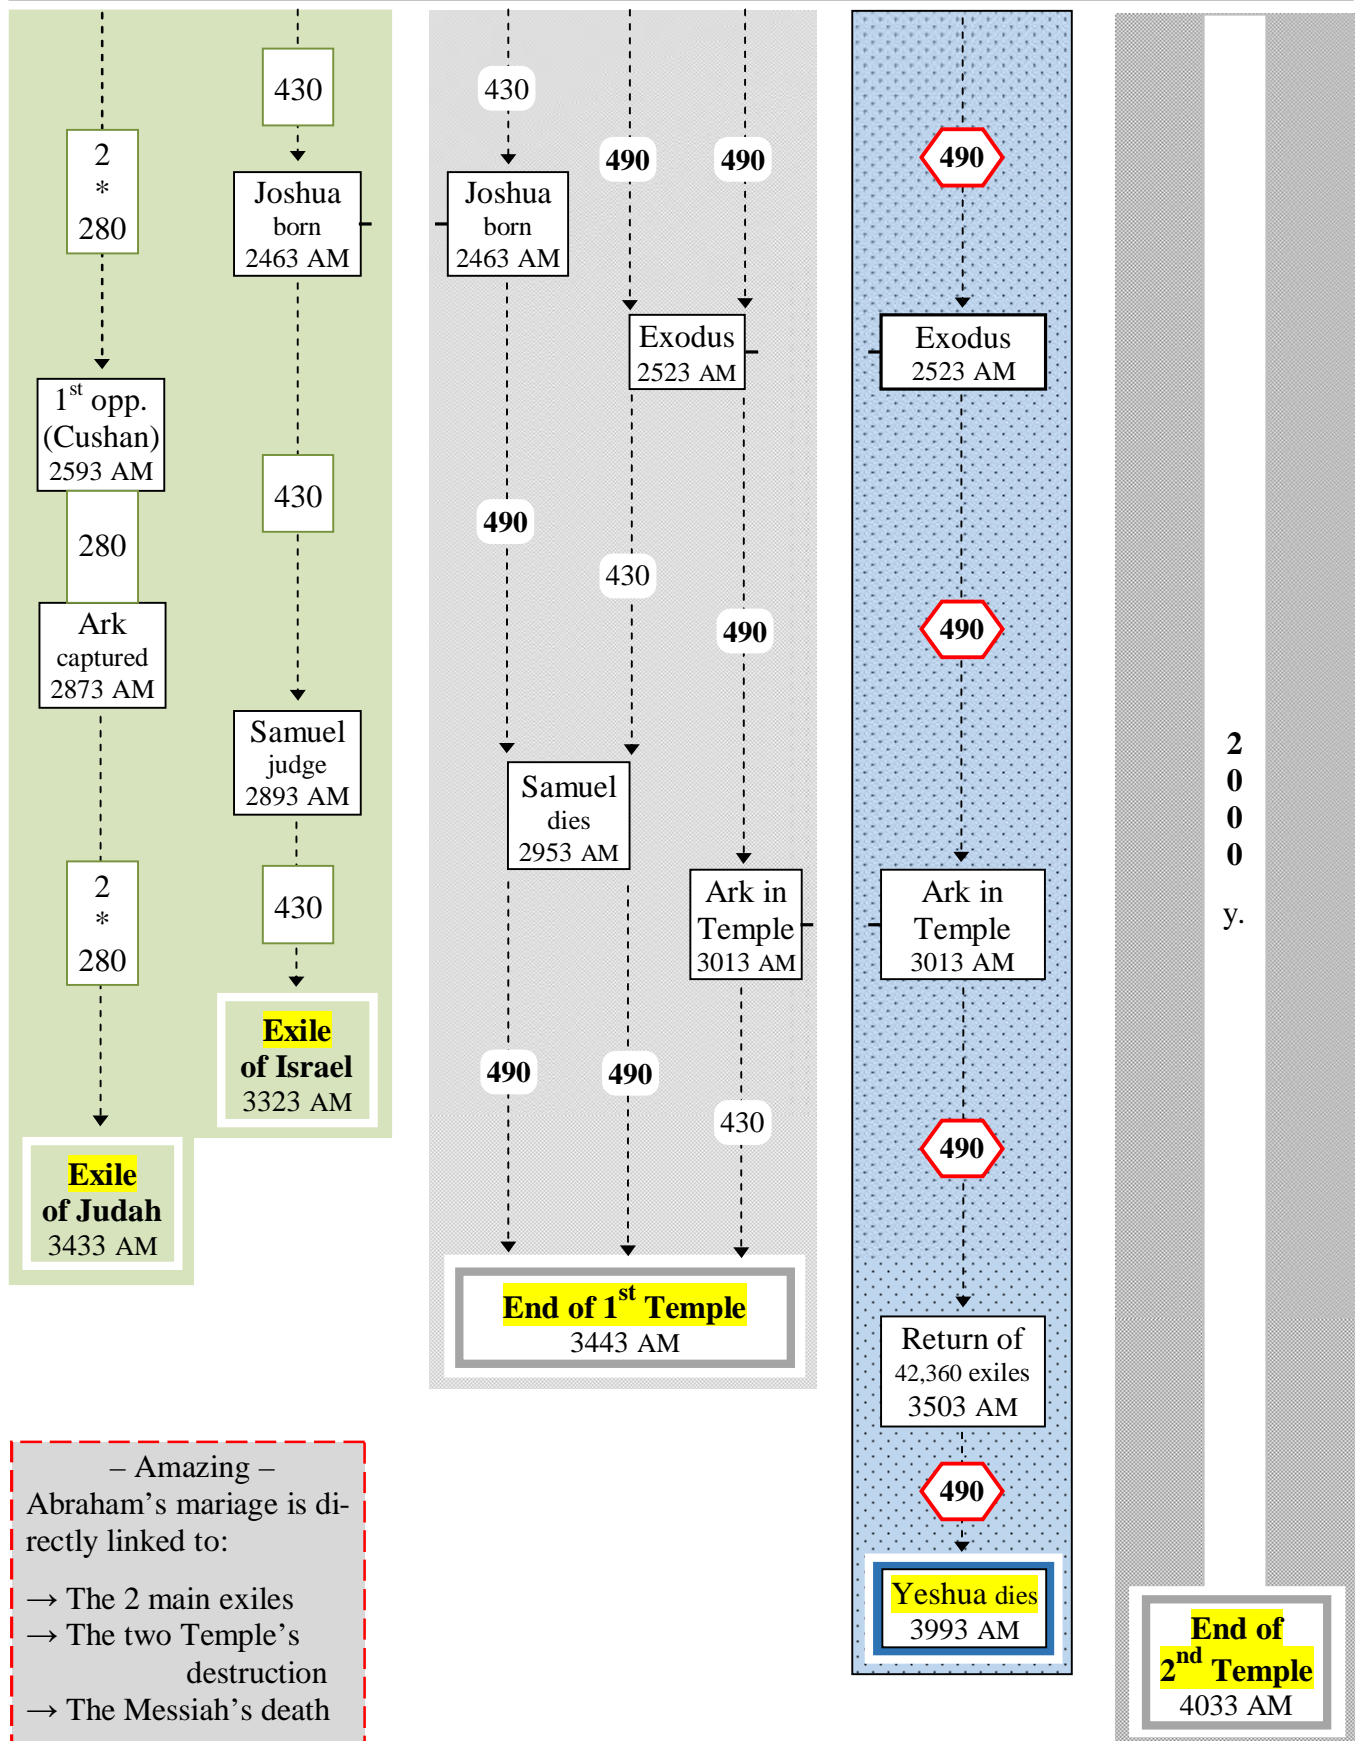 2
*
280
1st opp.
(Cushan)
2593 AM
280
Ark
captured
2873 AM
2
*
280
Exile
of Judah
3433 AM
430
Joshua
born
2463 AM
430
Samuel
judge
2893 AM
430
Exile
of Israel
3323 AM
430
Joshua
born
2463 AM
490
490
490
Exodus
2523 AM
430
490
Samuel
dies
2953 AM
Ark in
Temple
3013 AM
490
490
430
End of 1st Temple
3443 AM
490
Exodus
2523 AM
490
Ark in
Temple
3013 AM
490
Return of
42,360 exiles
3503 AM
490
Yeshua dies
3993 AM
2
0
0
0
y.
End of
2nd Temple
4033 AM
– Amazing –
Abraham’s mariage is di-
rectly linked to:
→ The 2 main exiles
→ The two Temple’s
destruction
→ The Messiah’s death